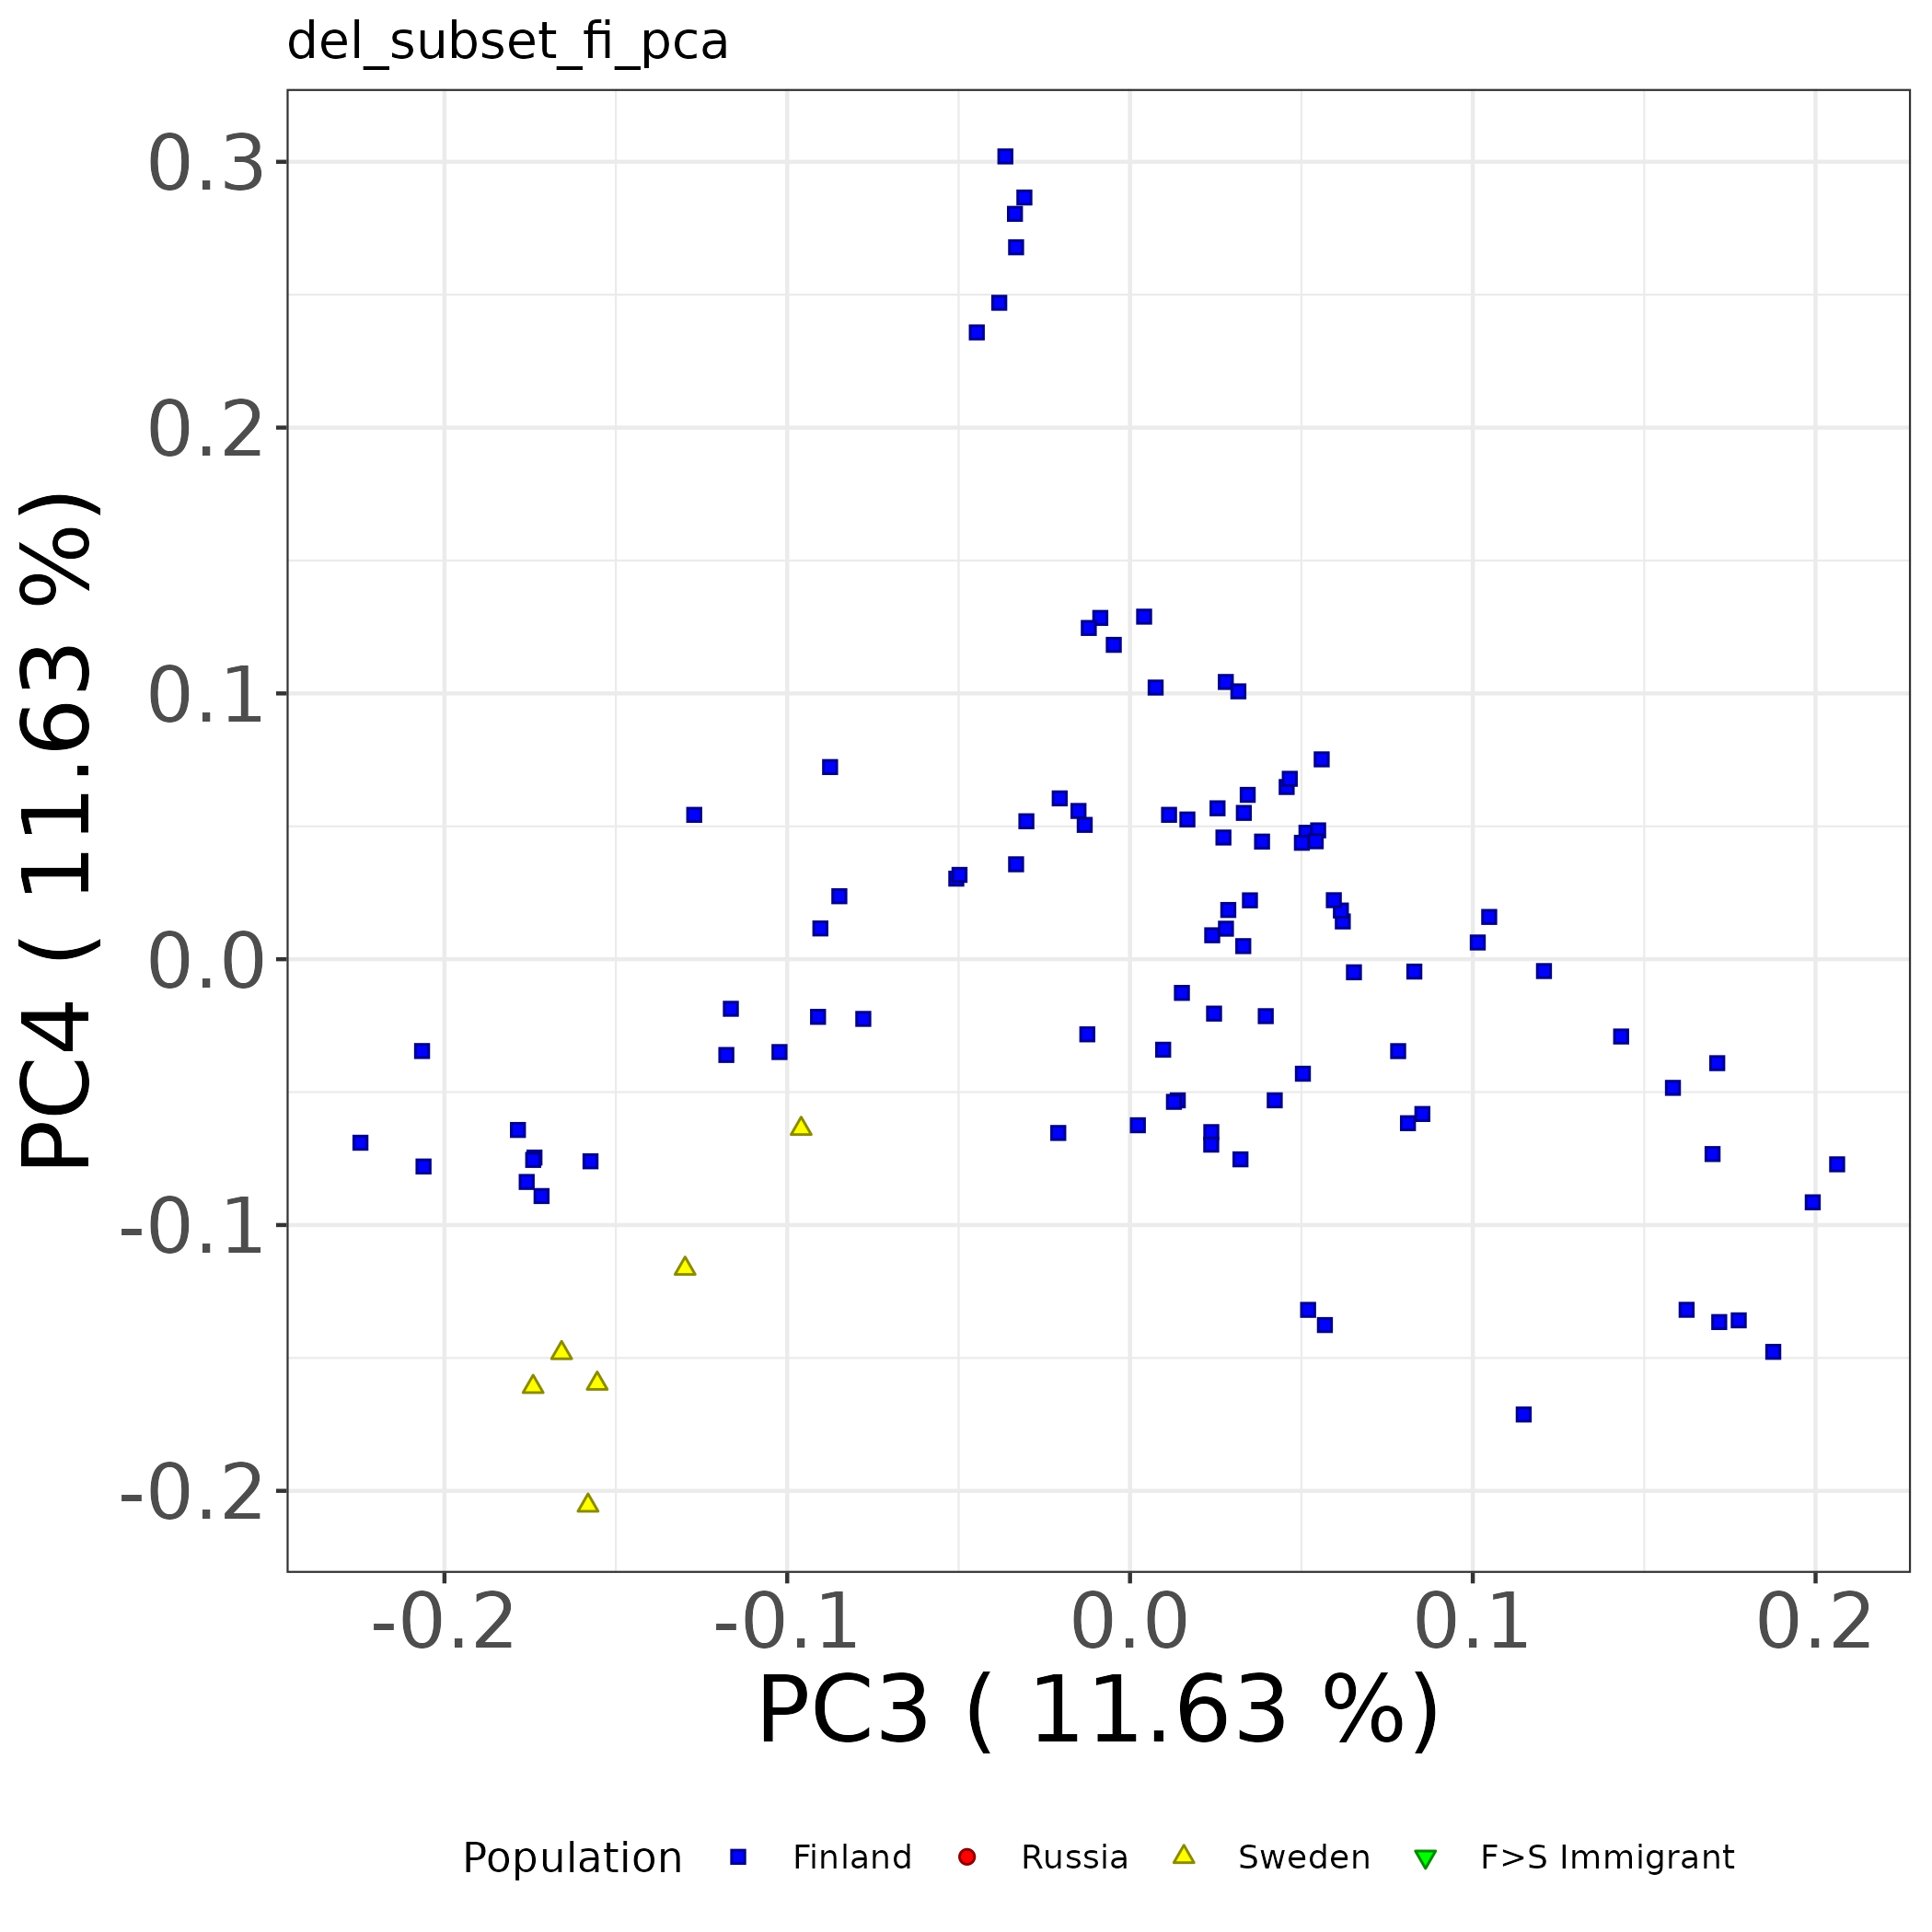 del_subset_fi_pca
0.3
0.2
0.1
0.0
-0.1
-0.2
PC4 ( 11.63 %)
-0.2 -0.1 0.0 0.1 0.2
PC3 ( 11.63 %)
Population Finland Russia Sweden F>S Immigrant